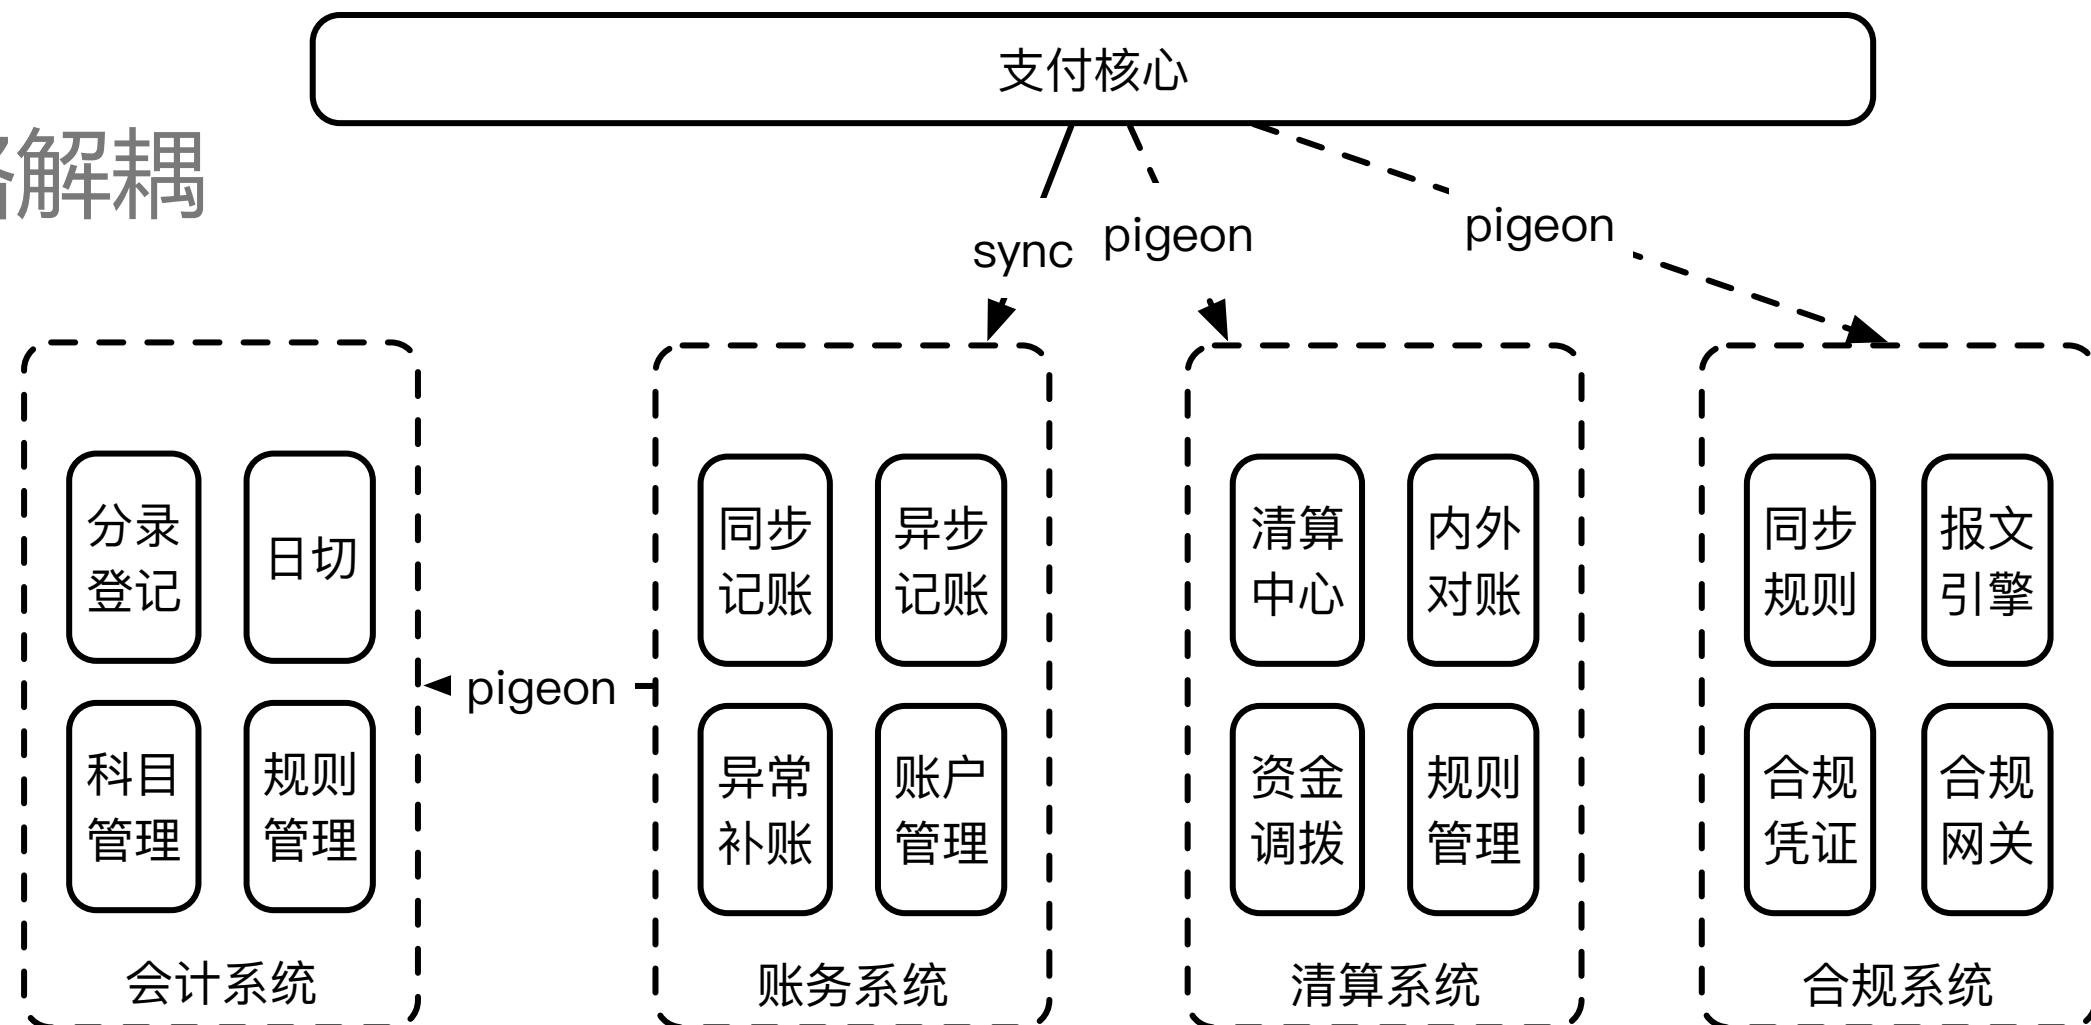 支付核心
解耦
sync
pigeon
pigeon
分录
登记
日切
科目
管理
规则
管理
会计系统
pigeon
同步
记账
异步
记账
异常
补账
账户
管理
账务系统
清算
中心
内外
对账
资金
调拨
规则
管理
清算系统
同步
规则
报文
引擎
合规
凭证
合规
网关
合规系统